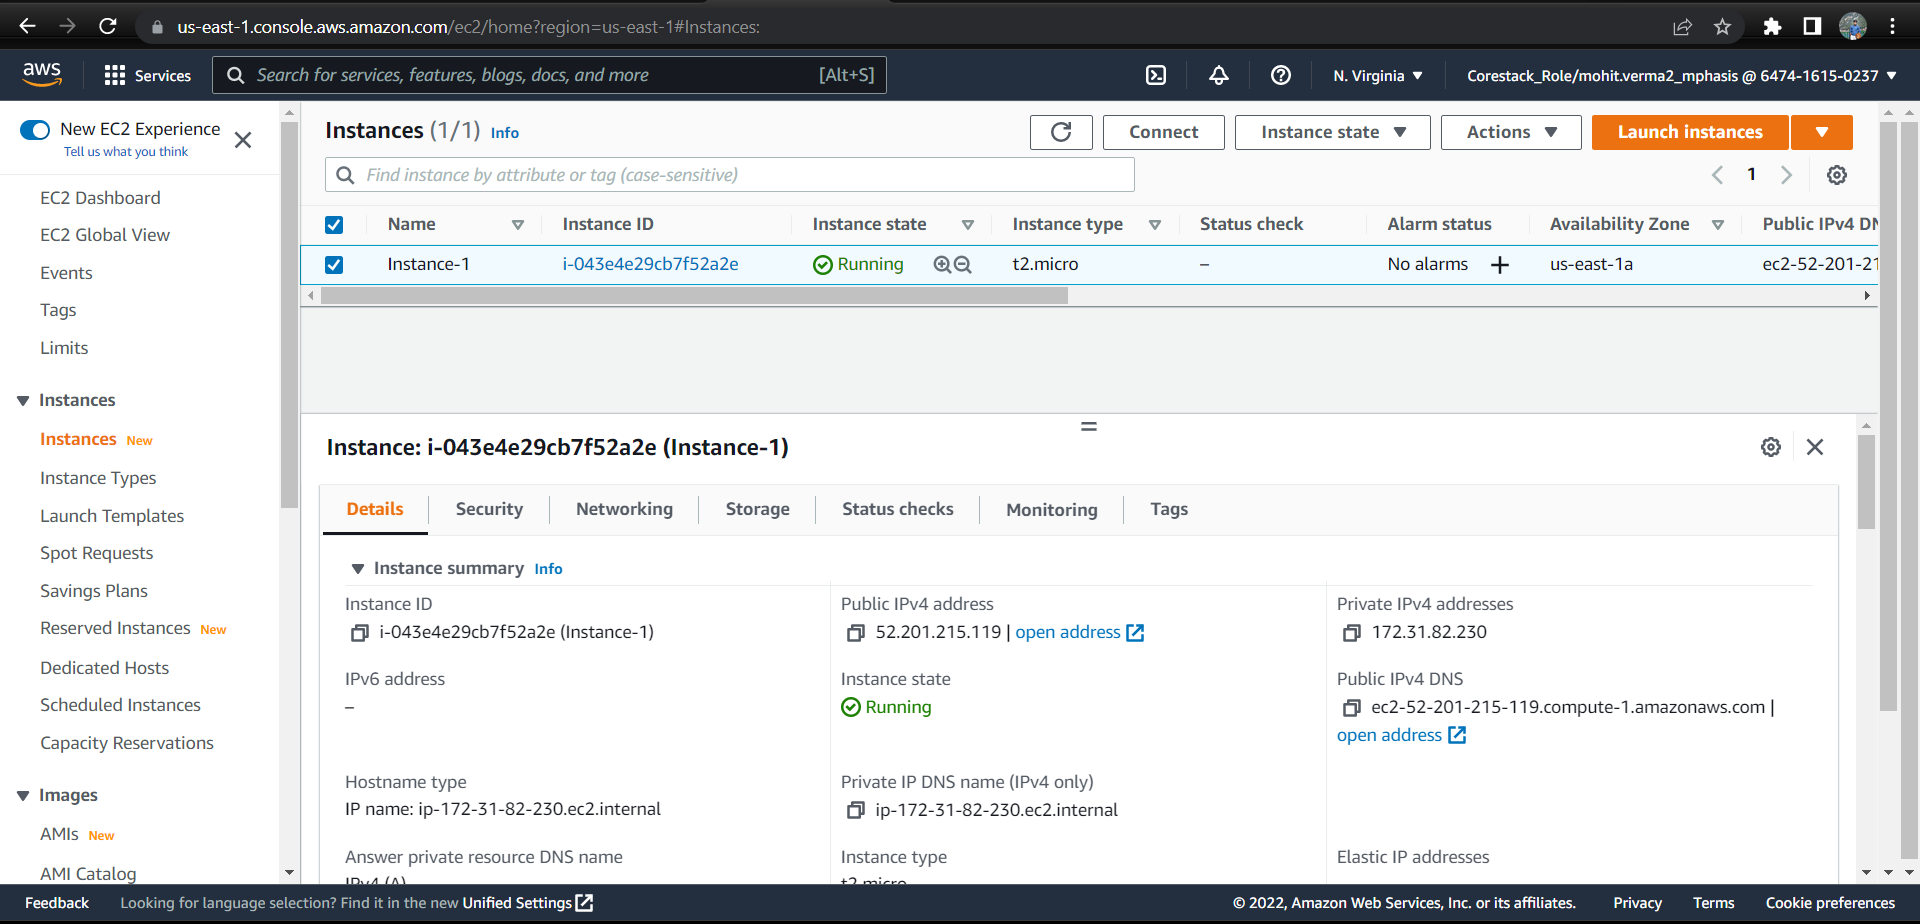 us-east-1.console.aws.amazon.com/ec2/home?region=us-east-1#Instances:
aws Services Search for services, features, blogs, docs, and more [Alt+S] N. Virginia ▼ Corestack_Role/mohit.verma2_mphasis @ 6474-1615-0237 ▼
New EC2 Experience
Tell us what you think
EC2 Dashboard
EC2 Global View
Events
Tags
Limits
Instances
Instances New
Instance Types
Launch Templates
Spot Requests
Savings Plans
Reserved Instances New
Dedicated Hosts
Scheduled Instances
Capacity Reservations
Images
AMIs New
AMI Catalog
Instances (1/1) Info
Connect Instance state Actions Launch instances
Find instance by attribute or tag (case-sensitive)
1
Name Instance ID Instance state Instance type Status check Alarm status Availability Zone Public IPv4 DN
Instance-1 i-043e4e29cb7f52a2e Running t2.micro – No alarms + us-east-1a ec2-52-201-21
Instance: i-043e4e29cb7f52a2e (Instance-1)
Details Security Networking Storage Status checks Monitoring Tags
Instance summary Info
Instance ID Public IPv4 address Private IPv4 addresses
i-043e4e29cb7f52a2e (Instance-1) 52.201.215.119 | open address 172.31.82.230
IPv6 address Instance state Public IPv4 DNS
– Running ec2-52-201-215-119.compute-1.amazonaws.com |
open address
Hostname type Private IP DNS name (IPv4 only)
IP name: ip-172-31-82-230.ec2.internal ip-172-31-82-230.ec2.internal
Answer private resource DNS name Instance type Elastic IP addresses
IPv4 (A) t2.micro
Feedback Looking for language selection? Find it in the new Unified Settings © 2022, Amazon Web Services, Inc. or its affiliates. Privacy Terms Cookie preferences